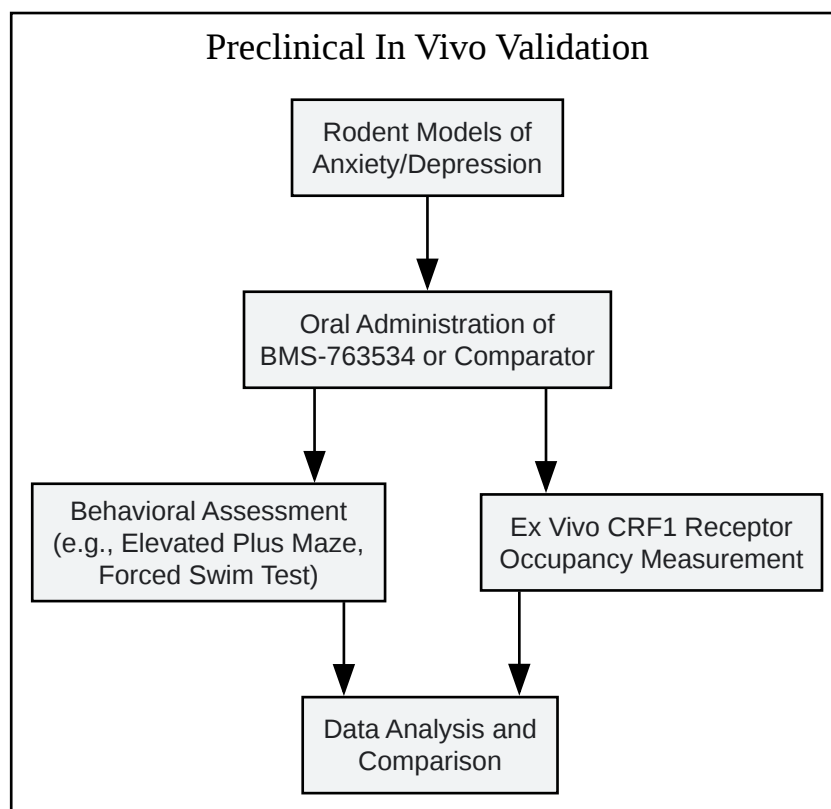 Preclinical In Vivo Validation
Rodent Models of
Anxiety/Depression
Oral Administration of
BMS-763534 or Comparator
Behavioral Assessment
(e.g., Elevated Plus Maze,
Forced Swim Test)
Ex Vivo CRF1 Receptor
Occupancy Measurement
Data Analysis and
Comparison